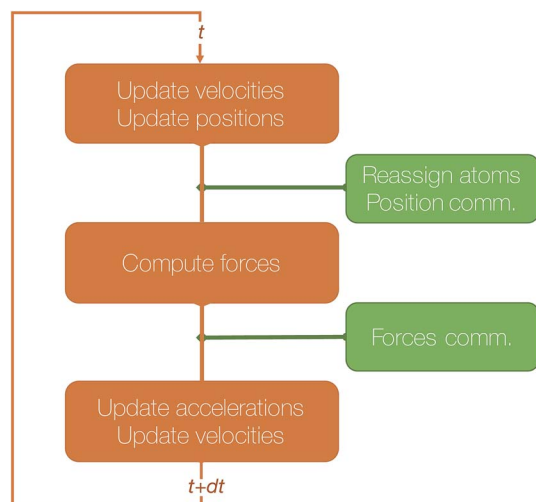 t
Update velocities
Update positions
Reassign atoms
Position comm.
Compute forces
Forces comm.
Update accelerations
Update velocities
t+dt